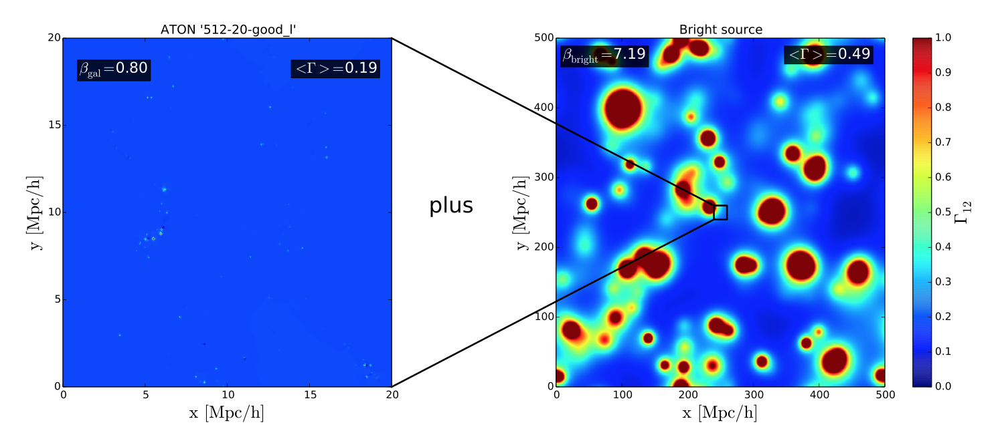 ATON '512-20-good_l'
β_gal=0.80
<Γ>=0.19
20
15
10
5
0
y [Mpc/h]
0 5 10 15 20
x [Mpc/h]
plus
Bright source
β_bright=7.19
<Γ>=0.49
500
400
300
200
100
0
y [Mpc/h]
0 100 200 300 400 500
x [Mpc/h]
1.0
0.9
0.8
0.7
0.6
0.5
0.4
0.3
0.2
0.1
0.0
Γ_12